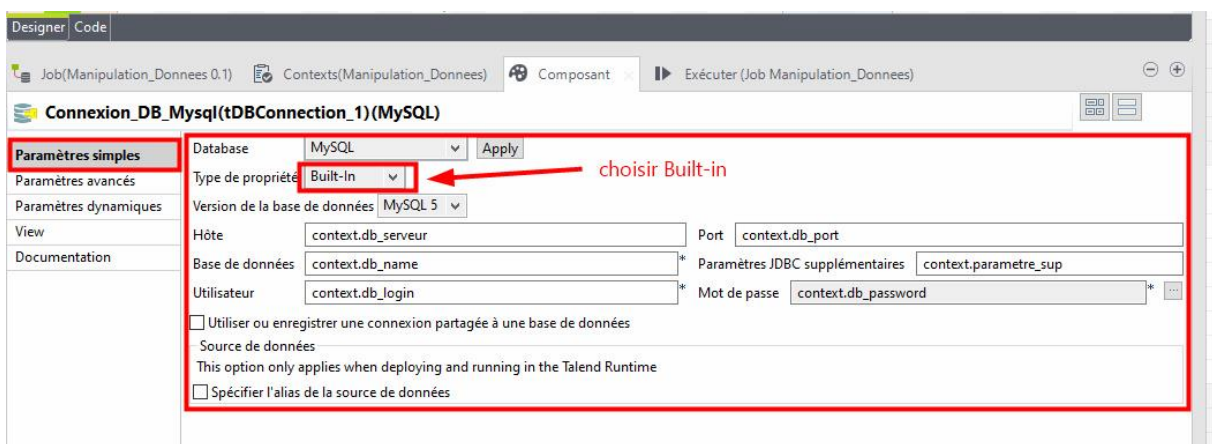 Designer Code
Job(Manipulation_Donnees 0.1) Contexts(Manipulation_Donnees) Composant Exécuter (Job Manipulation_Donnees)
Connexion_DB_Mysql(tDBConnection_1)(MySQL)
Paramètres simples
Paramètres avancés
Paramètres dynamiques
View
Documentation
Database MySQL Apply
Type de propriété Built-In choisir Built-in
Version de la base de données MySQL 5
Hôte context.db_serveur Port context.db_port
Base de données context.db_name * Paramètres JDBC supplémentaires context.parametre_sup
Utilisateur context.db_login * Mot de passe context.db_password * ...
Utiliser ou enregistrer une connexion partagée à une base de données
Source de données
This option only applies when deploying and running in the Talend Runtime
Spécifier l'alias de la source de données